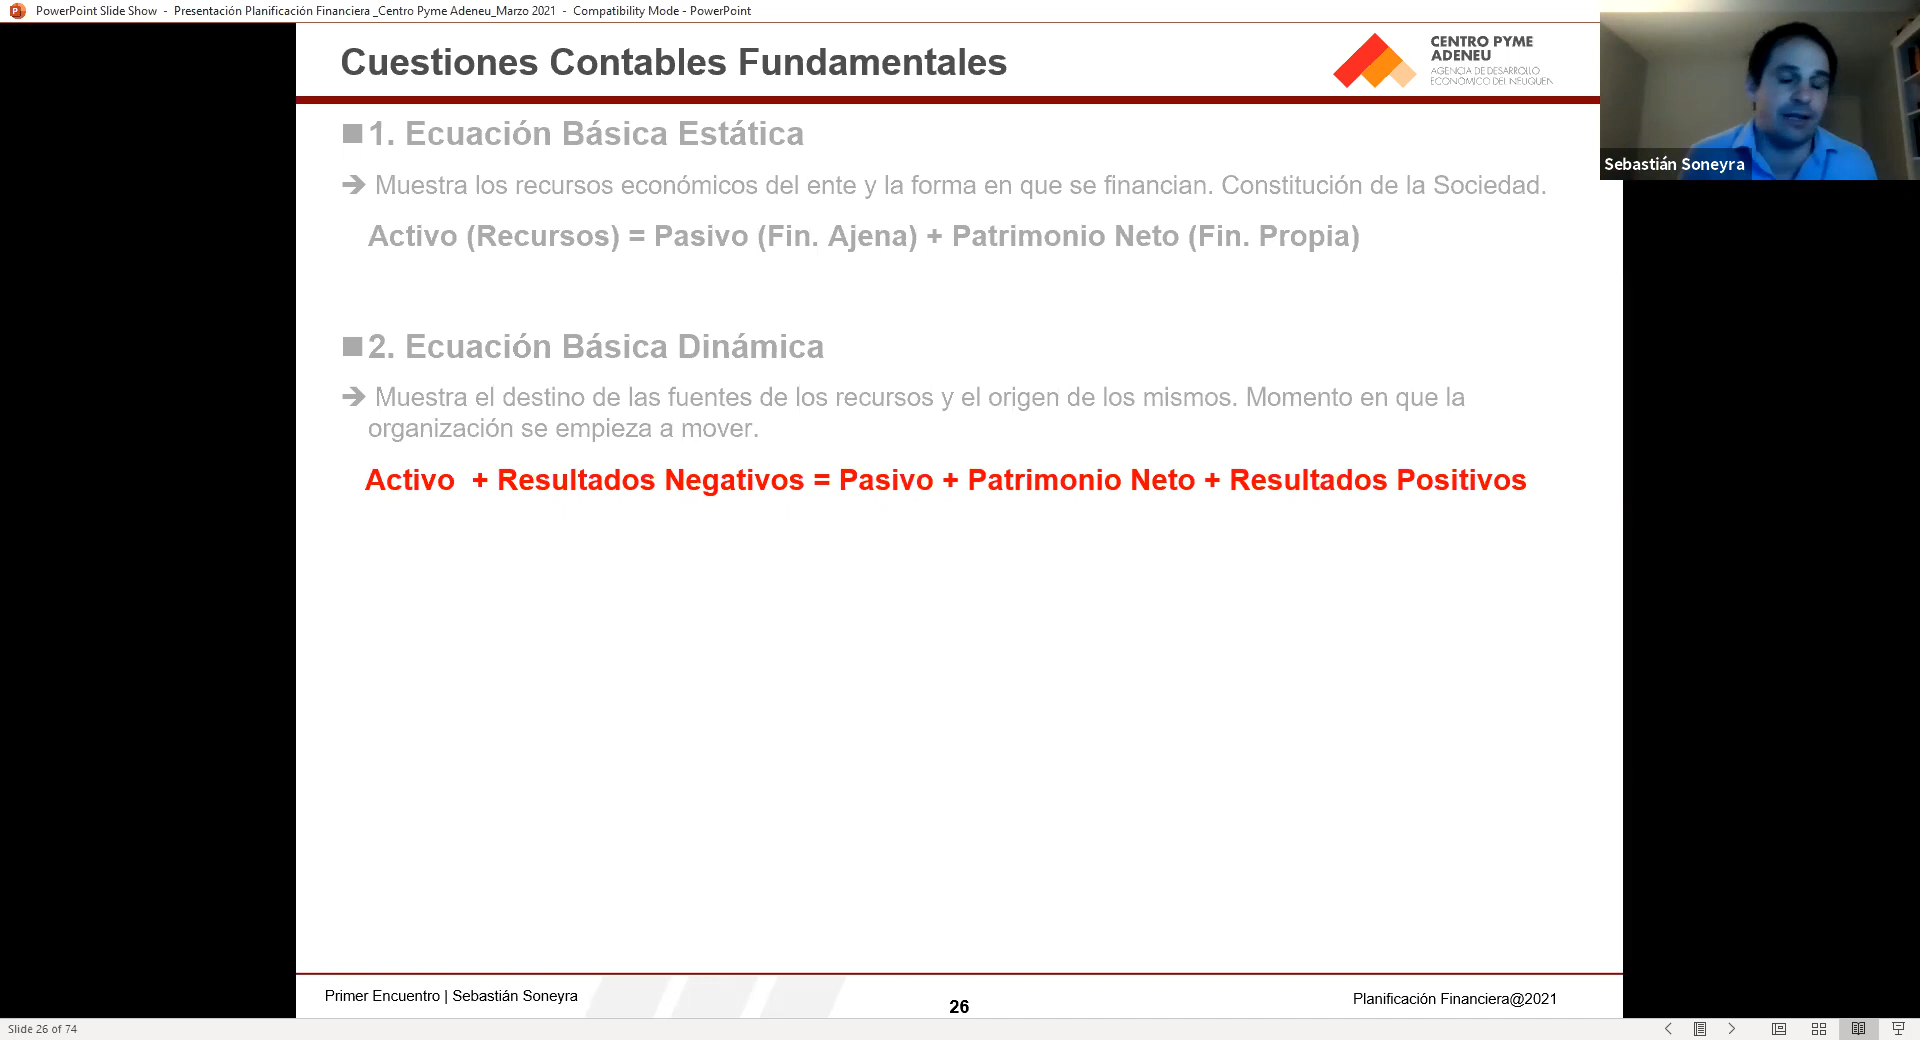 PowerPoint Slide Show - Presentación Planificación Financiera _Centro Pyme Adeneu_Marzo 2021 - Compatibility Mode - PowerPoint
Cuestiones Contables Fundamentales
CENTRO PYME
ADENEU
AGENCIA DE DESARROLLO
ECONOMICO DEL NEUQUEN
Sebastián Soneyra
1. Ecuación Básica Estática
➔ Muestra los recursos económicos del ente y la forma en que se financian. Constitución de la Sociedad.
Activo (Recursos) = Pasivo (Fin. Ajena) + Patrimonio Neto (Fin. Propia)
2. Ecuación Básica Dinámica
➔ Muestra el destino de las fuentes de los recursos y el origen de los mismos. Momento en que la
organización se empieza a mover.
Activo + Resultados Negativos = Pasivo + Patrimonio Neto + Resultados Positivos
Primer Encuentro | Sebastián Soneyra
26
Planificación Financiera@2021
Slide 26 of 74